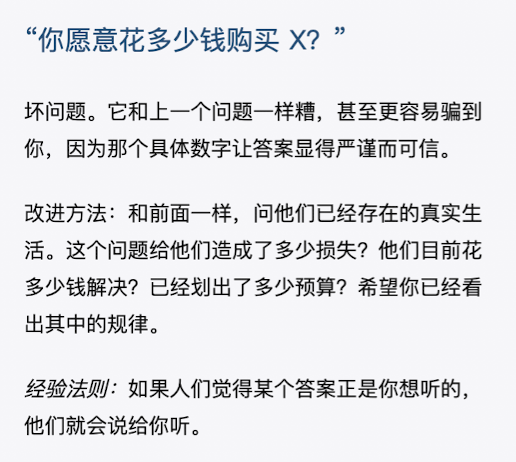 “你愿意花多少钱购买 X？”
坏问题。它和上一个问题一样糟，甚至更容易骗到
你，因为那个具体数字让答案显得严谨而可信。
改进方法：和前面一样，问他们已经存在的真实生
活。这个问题给他们造成了多少损失？他们目前花
多少钱解决？已经划出了多少预算？希望你已经看
出其中的规律。
经验法则：如果人们觉得某个答案正是你想听的，
他们就会说给你听。